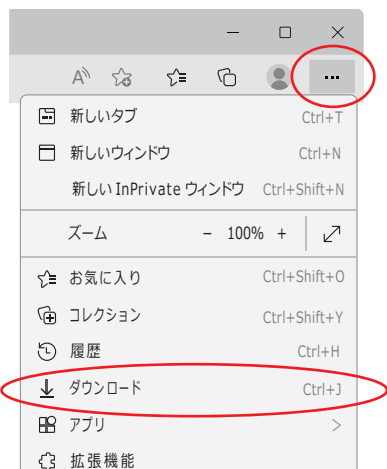 新しいタブ Ctrl+T
新しいウィンドウ Ctrl+N
新しい InPrivate ウィンドウ Ctrl+Shift+N
ズーム - 100% +
お気に入り Ctrl+Shift+O
コレクション Ctrl+Shift+Y
履歴 Ctrl+H
ダウンロード Ctrl+J
アプリ >
拡張機能